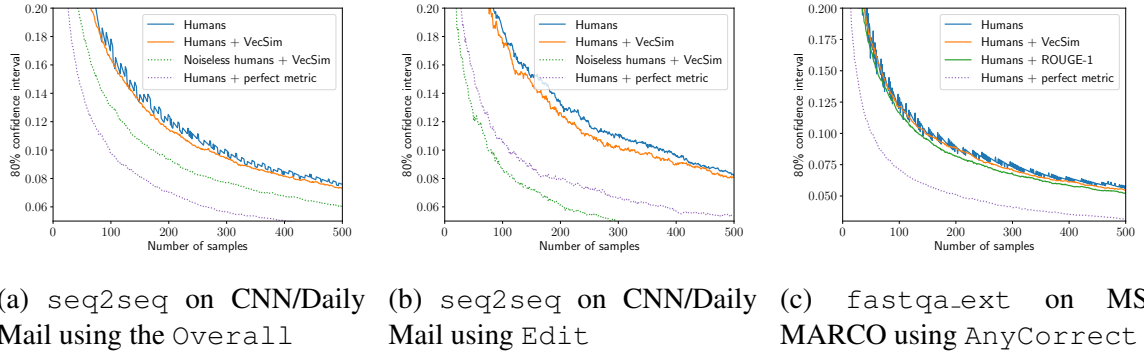 0.20
0.18
0.16
0.14
0.12
0.10
0.08
0.06
80% confidence interval
0
100
200
300
400
500
Number of samples
Humans
Humans + VecSim
Noiseless humans + VecSim
Humans + perfect metric
0.20
0.18
0.16
0.14
0.12
0.10
0.08
0.06
80% confidence interval
0
100
200
300
400
500
Number of samples
Humans
Humans + VecSim
Noiseless humans + VecSim
Humans + perfect metric
0.200
0.175
0.150
0.125
0.100
0.075
0.050
80% confidence interval
0
100
200
300
400
500
Number of samples
Humans
Humans + VecSim
Humans + ROUGE-1
Humans + perfect metric
(a) seq2seq on CNN/Daily
Mail using the Overall
(b) seq2seq on CNN/Daily
Mail using Edit
(c) fastqa_ext on MS
MARCO using AnyCorrect